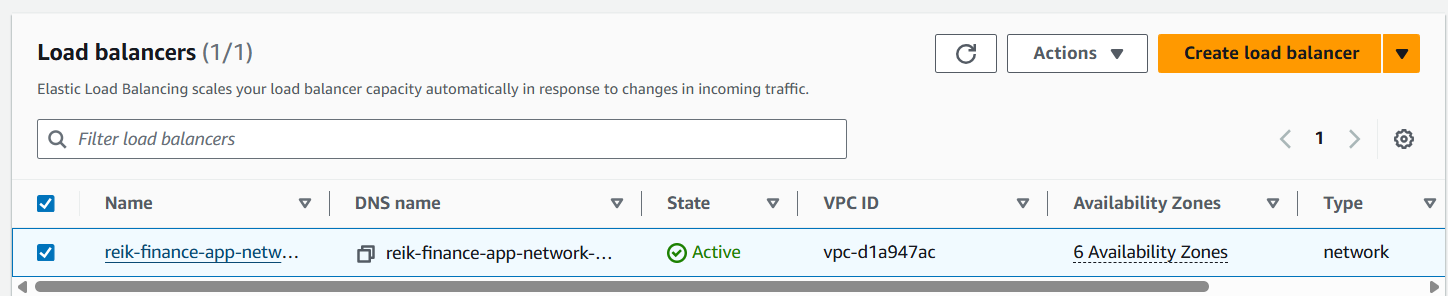 Load balancers (1/1)
Actions
Create load balancer
Elastic Load Balancing scales your load balancer capacity automatically in response to changes in incoming traffic.
Filter load balancers
1
Name DNS name State VPC ID Availability Zones Type
reik-finance-app-netw… reik-finance-app-network-… Active vpc-d1a947ac 6 Availability Zones network